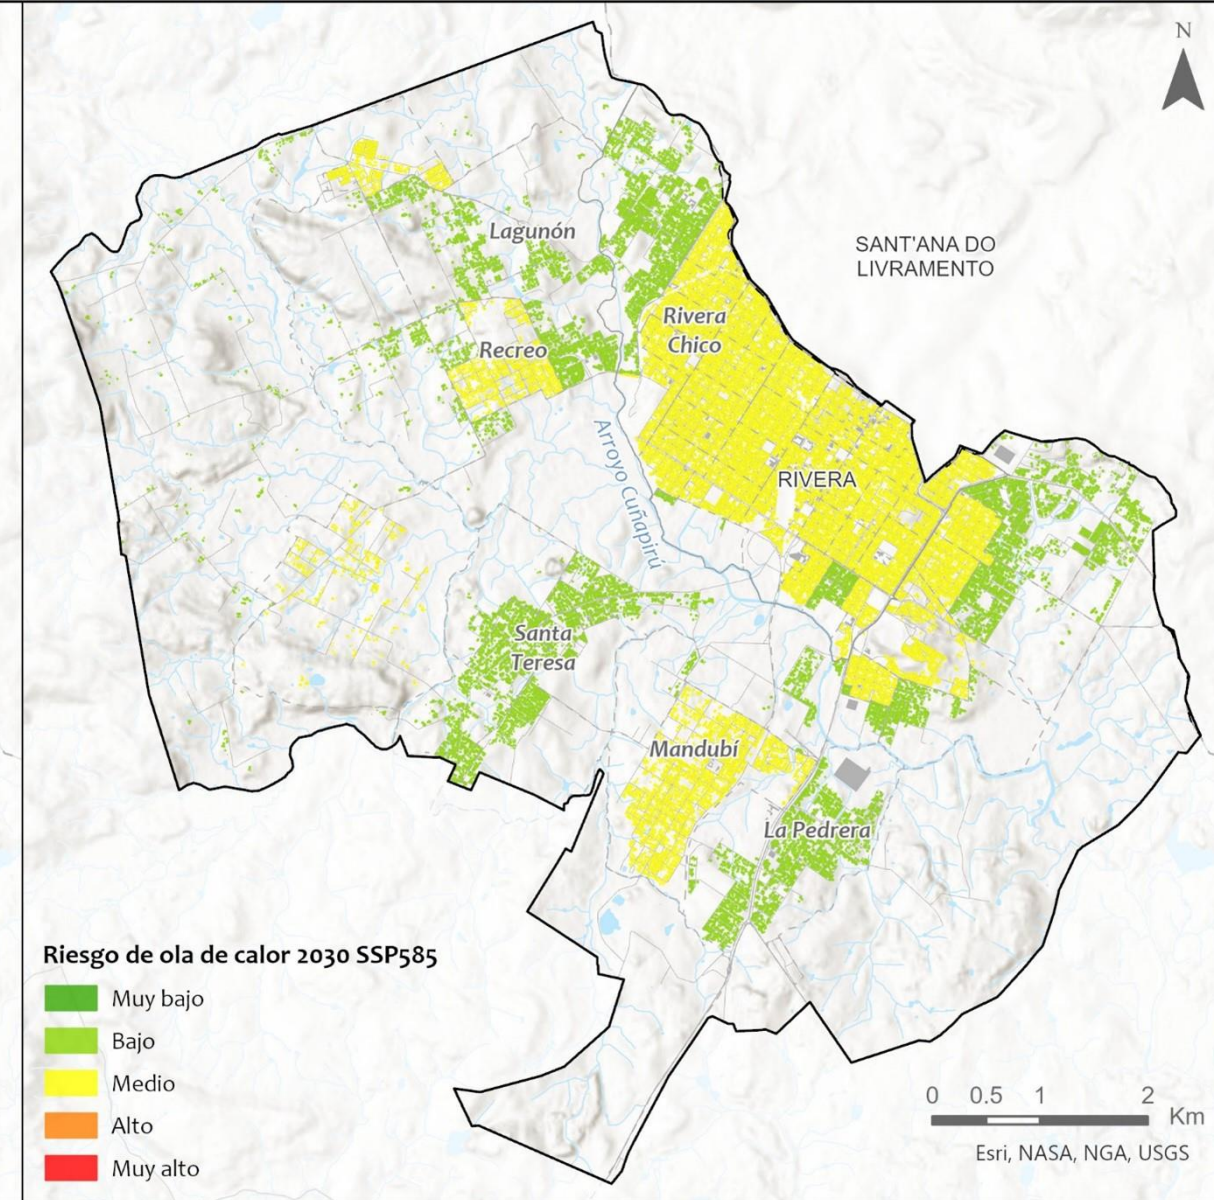 N
SANT'ANA DO
LIVRAMENTO
Lagunón
Rivera
Chico
Recreo
Arroyo Cuñapirú
RIVERA
Santa
Teresa
Mandubí
La Pedrera
Riesgo de ola de calor 2030 SSP585
Muy bajo
Bajo
Medio
Alto
Muy alto
0 0.5 1 2
Km
Esri, NASA, NGA, USGS